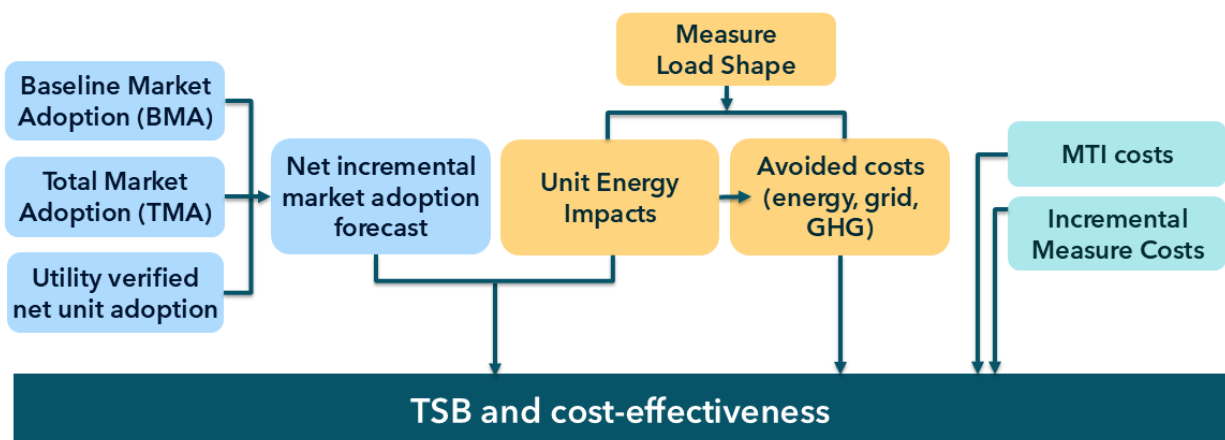 Measure
Load Shape
Baseline Market
Adoption (BMA)
Total Market
Adoption (TMA)
Utility verified
net unit adoption
Net incremental
market adoption
forecast
Unit Energy
Impacts
Avoided costs
(energy, grid,
GHG)
MTI costs
Incremental
Measure Costs
TSB and cost-effectiveness